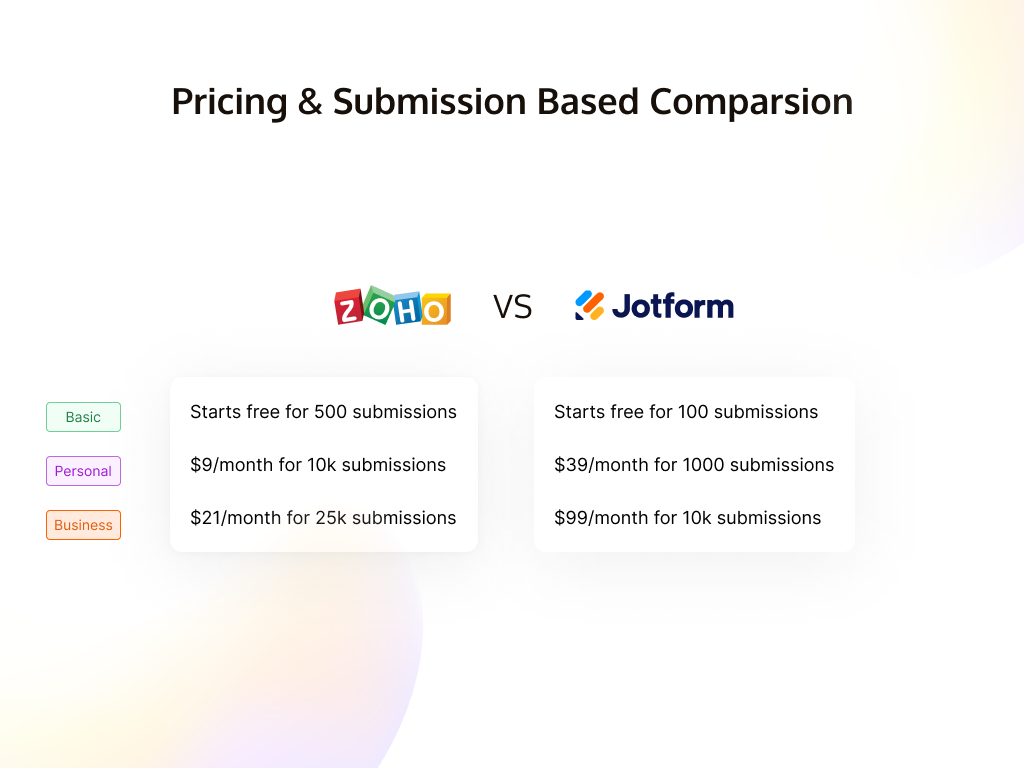 Pricing & Submission Based Comparsion
ZOHO VS Jotform
Basic Starts free for 500 submissions Starts free for 100 submissions
Personal $9/month for 10k submissions $39/month for 1000 submissions
Business $21/month for 25k submissions $99/month for 10k submissions